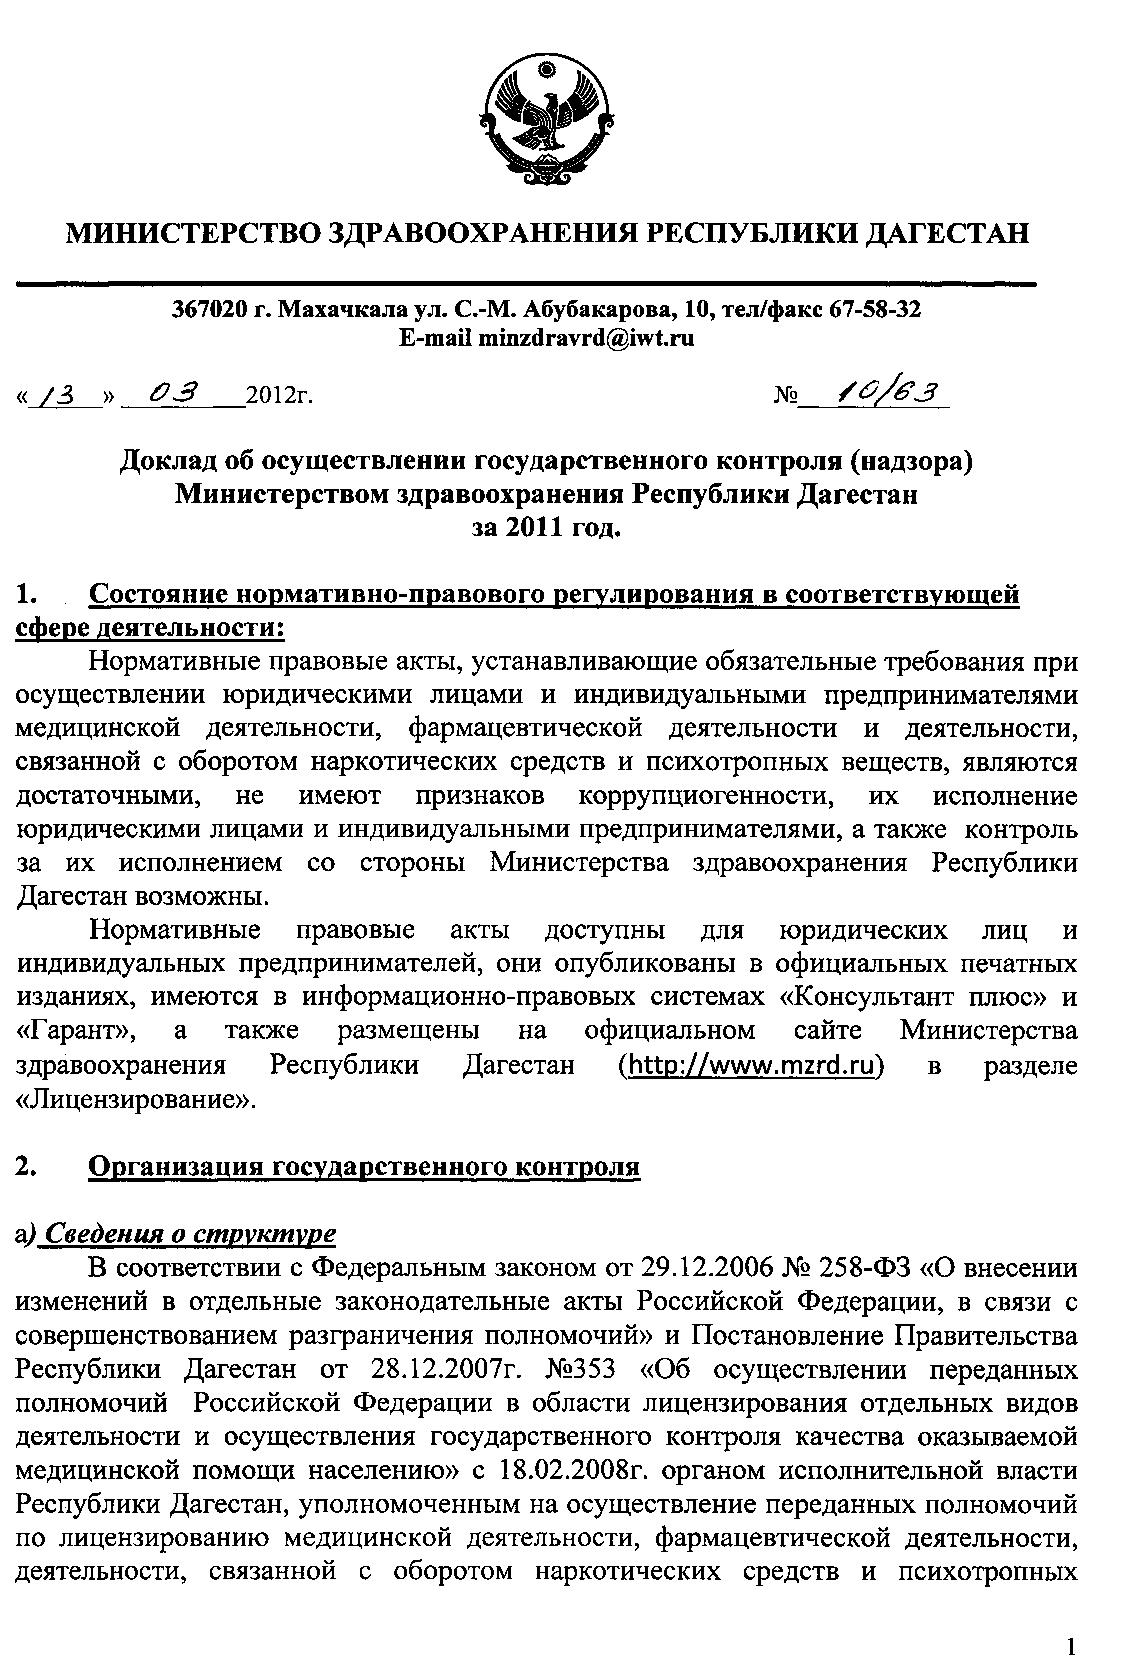 МИНИСТЕРСТВО ЗДРАВООХРАНЕНИЯ РЕСПУБЛИКИ ДАГЕСТАН
367020 г. Махачкала ул. С.-М. Абубакарова, 10, тел/факс 67-58-32
E-mail minzdravrd@iwt.ru
« 13 » 03 2012г. № 10/63
Доклад об осуществлении государственного контроля (надзора)
Министерством здравоохранения Республики Дагестан
за 2011 год.
1. Состояние нормативно-правового регулирования в соответствующей
сфере деятельности:
Нормативные правовые акты, устанавливающие обязательные требования при
осуществлении юридическими лицами и индивидуальными предпринимателями
медицинской деятельности, фармацевтической деятельности и деятельности,
связанной с оборотом наркотических средств и психотропных веществ, являются
достаточными, не имеют признаков коррупциогенности, их исполнение
юридическими лицами и индивидуальными предпринимателями, а также контроль
за их исполнением со стороны Министерства здравоохранения Республики
Дагестан возможны.
Нормативные правовые акты доступны для юридических лиц и
индивидуальных предпринимателей, они опубликованы в официальных печатных
изданиях, имеются в информационно-правовых системах «Консультант плюс» и
«Гарант», а также размещены на официальном сайте Министерства
здравоохранения Республики Дагестан (http://www.mzrd.ru) в разделе
«Лицензирование».
2. Организация государственного контроля
а) Сведения о структуре
В соответствии с Федеральным законом от 29.12.2006 № 258-ФЗ «О внесении
изменений в отдельные законодательные акты Российской Федерации, в связи с
совершенствованием разграничения полномочий» и Постановление Правительства
Республики Дагестан от 28.12.2007г. №353 «Об осуществлении переданных
полномочий Российской Федерации в области лицензирования отдельных видов
деятельности и осуществления государственного контроля качества оказываемой
медицинской помощи населению» с 18.02.2008г. органом исполнительной власти
Республики Дагестан, уполномоченным на осуществление переданных полномочий
по лицензированию медицинской деятельности, фармацевтической деятельности,
деятельности, связанной с оборотом наркотических средств и психотропных
1